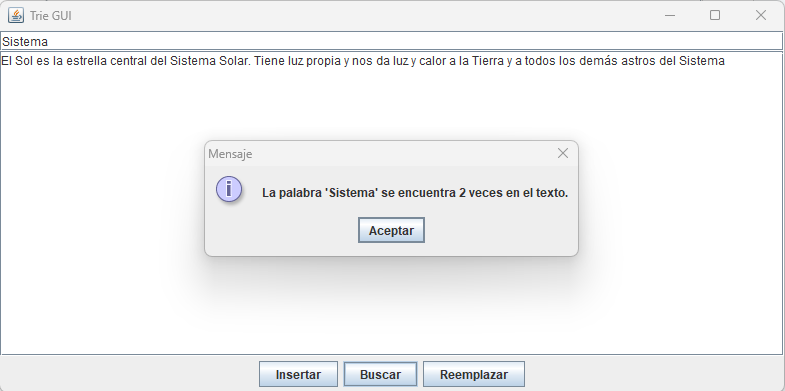 Trie GUI
Sistema
El Sol es la estrella central del Sistema Solar. Tiene luz propia y nos da luz y calor a la Tierra y a todos los demás astros del Sistema
Mensaje
La palabra 'Sistema' se encuentra 2 veces en el texto.
Aceptar
Insertar Buscar Reemplazar